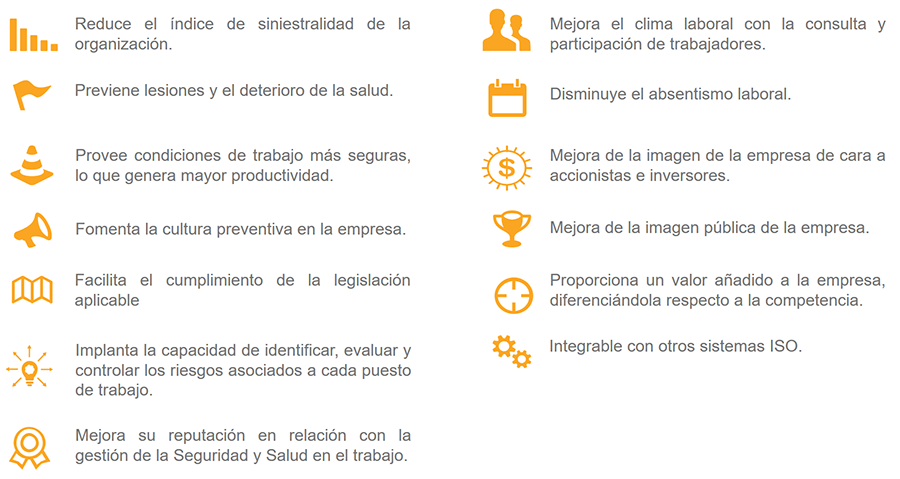 Reduce el índice de siniestralidad de la
organización.
Previene lesiones y el deterioro de la salud.
Provee condiciones de trabajo más seguras,
lo que genera mayor productividad.
Fomenta la cultura preventiva en la empresa.
Facilita el cumplimiento de la legislación
aplicable
Implanta la capacidad de identificar, evaluar y
controlar los riesgos asociados a cada puesto
de trabajo.
Mejora su reputación en relación con la
gestión de la Seguridad y Salud en el trabajo.
Mejora el clima laboral con la consulta y
participación de trabajadores.
Disminuye el absentismo laboral.
$
Mejora de la imagen de la empresa de cara a
accionistas e inversores.
Mejora de la imagen pública de la empresa.
Proporciona un valor añadido a la empresa,
diferenciándola respecto a la competencia.
Integrable con otros sistemas ISO.